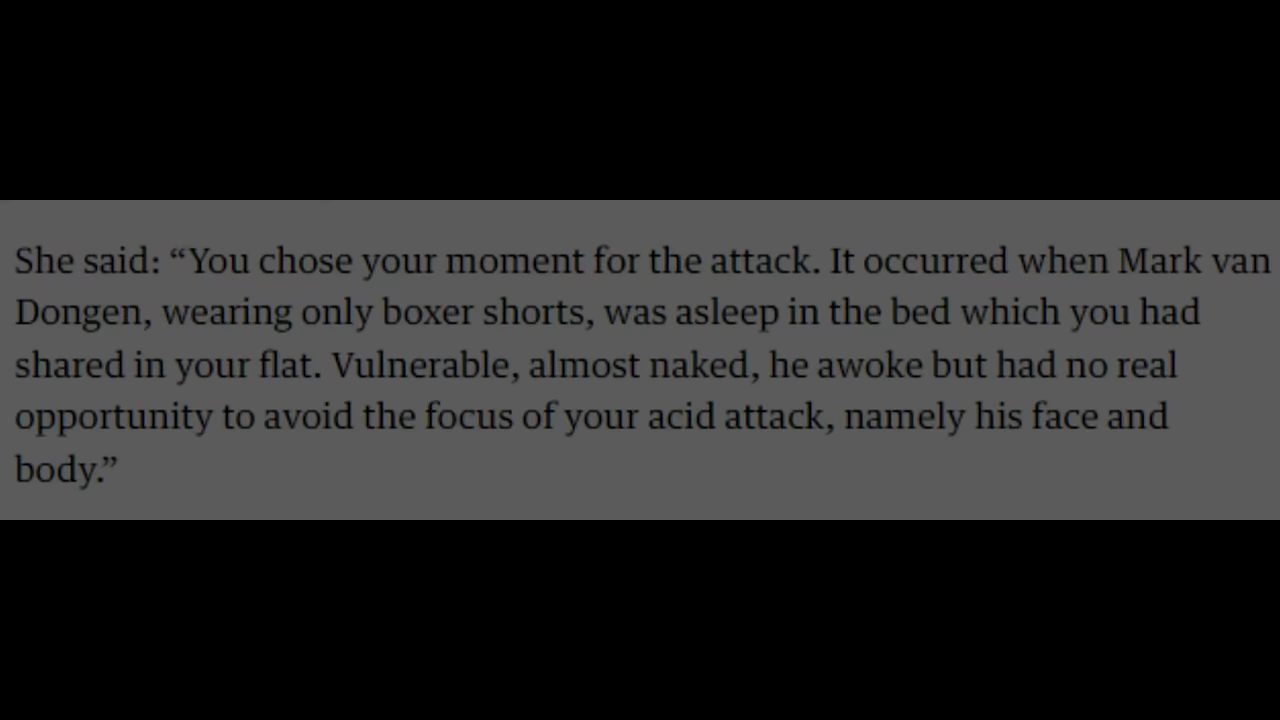 She said: “You chose your moment for the attack. It occurred when Mark van
Dongen, wearing only boxer shorts, was asleep in the bed which you had
shared in your flat. Vulnerable, almost naked, he awoke but had no real
opportunity to avoid the focus of your acid attack, namely his face and
body.”